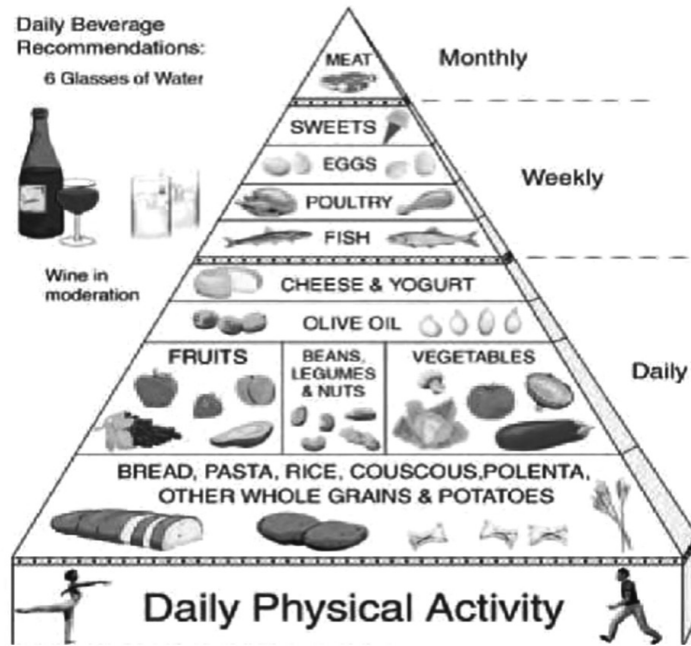 Daily Beverage
Recommendations:
6 Glasses of Water
Wine in
moderation
MEAT
Monthly
SWEETS
EGGS
Weekly
POULTRY
FISH
CHEESE & YOGURT
OLIVE OIL
FRUITS
BEANS,
LEGUMES
& NUTS
VEGETABLES
Daily
BREAD, PASTA, RICE, COUSCOUS,POLENTA,
OTHER WHOLE GRAINS & POTATOES
Daily Physical Activity